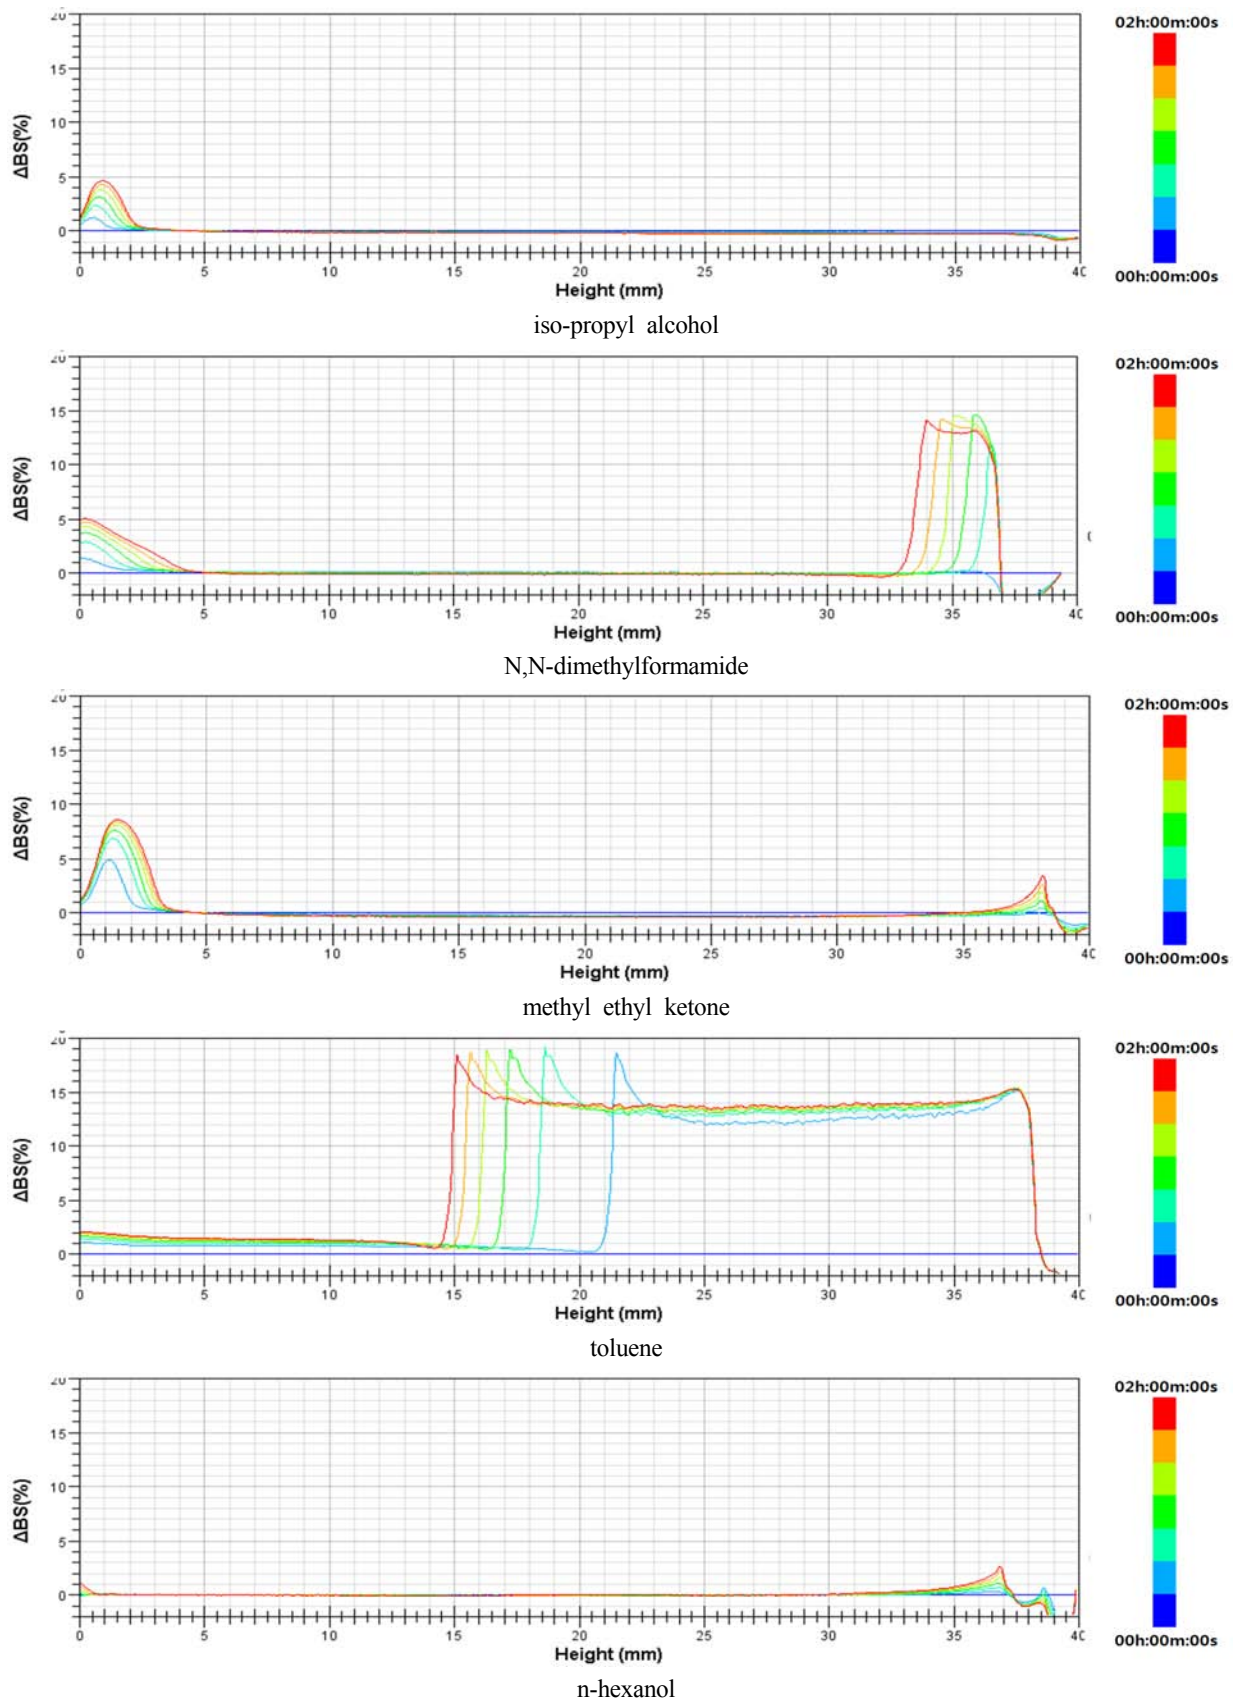 20
15
10
5
0
ΔBS(%)
0 5 10 15 20 25 30 35 40
Height (mm)
02h:00m:00s
00h:00m:00s
iso-propyl alcohol
20
15
10
5
0
ΔBS(%)
0 5 10 15 20 25 30 35 40
Height (mm)
02h:00m:00s
00h:00m:00s
N,N-dimethylformamide
20
15
10
5
0
ΔBS(%)
0 5 10 15 20 25 30 35 40
Height (mm)
02h:00m:00s
00h:00m:00s
methyl ethyl ketone
20
15
10
5
0
ΔBS(%)
0 5 10 15 20 25 30 35 40
Height (mm)
02h:00m:00s
00h:00m:00s
toluene
20
15
10
5
0
ΔBS(%)
0 5 10 15 20 25 30 35 40
Height (mm)
02h:00m:00s
00h:00m:00s
n-hexanol